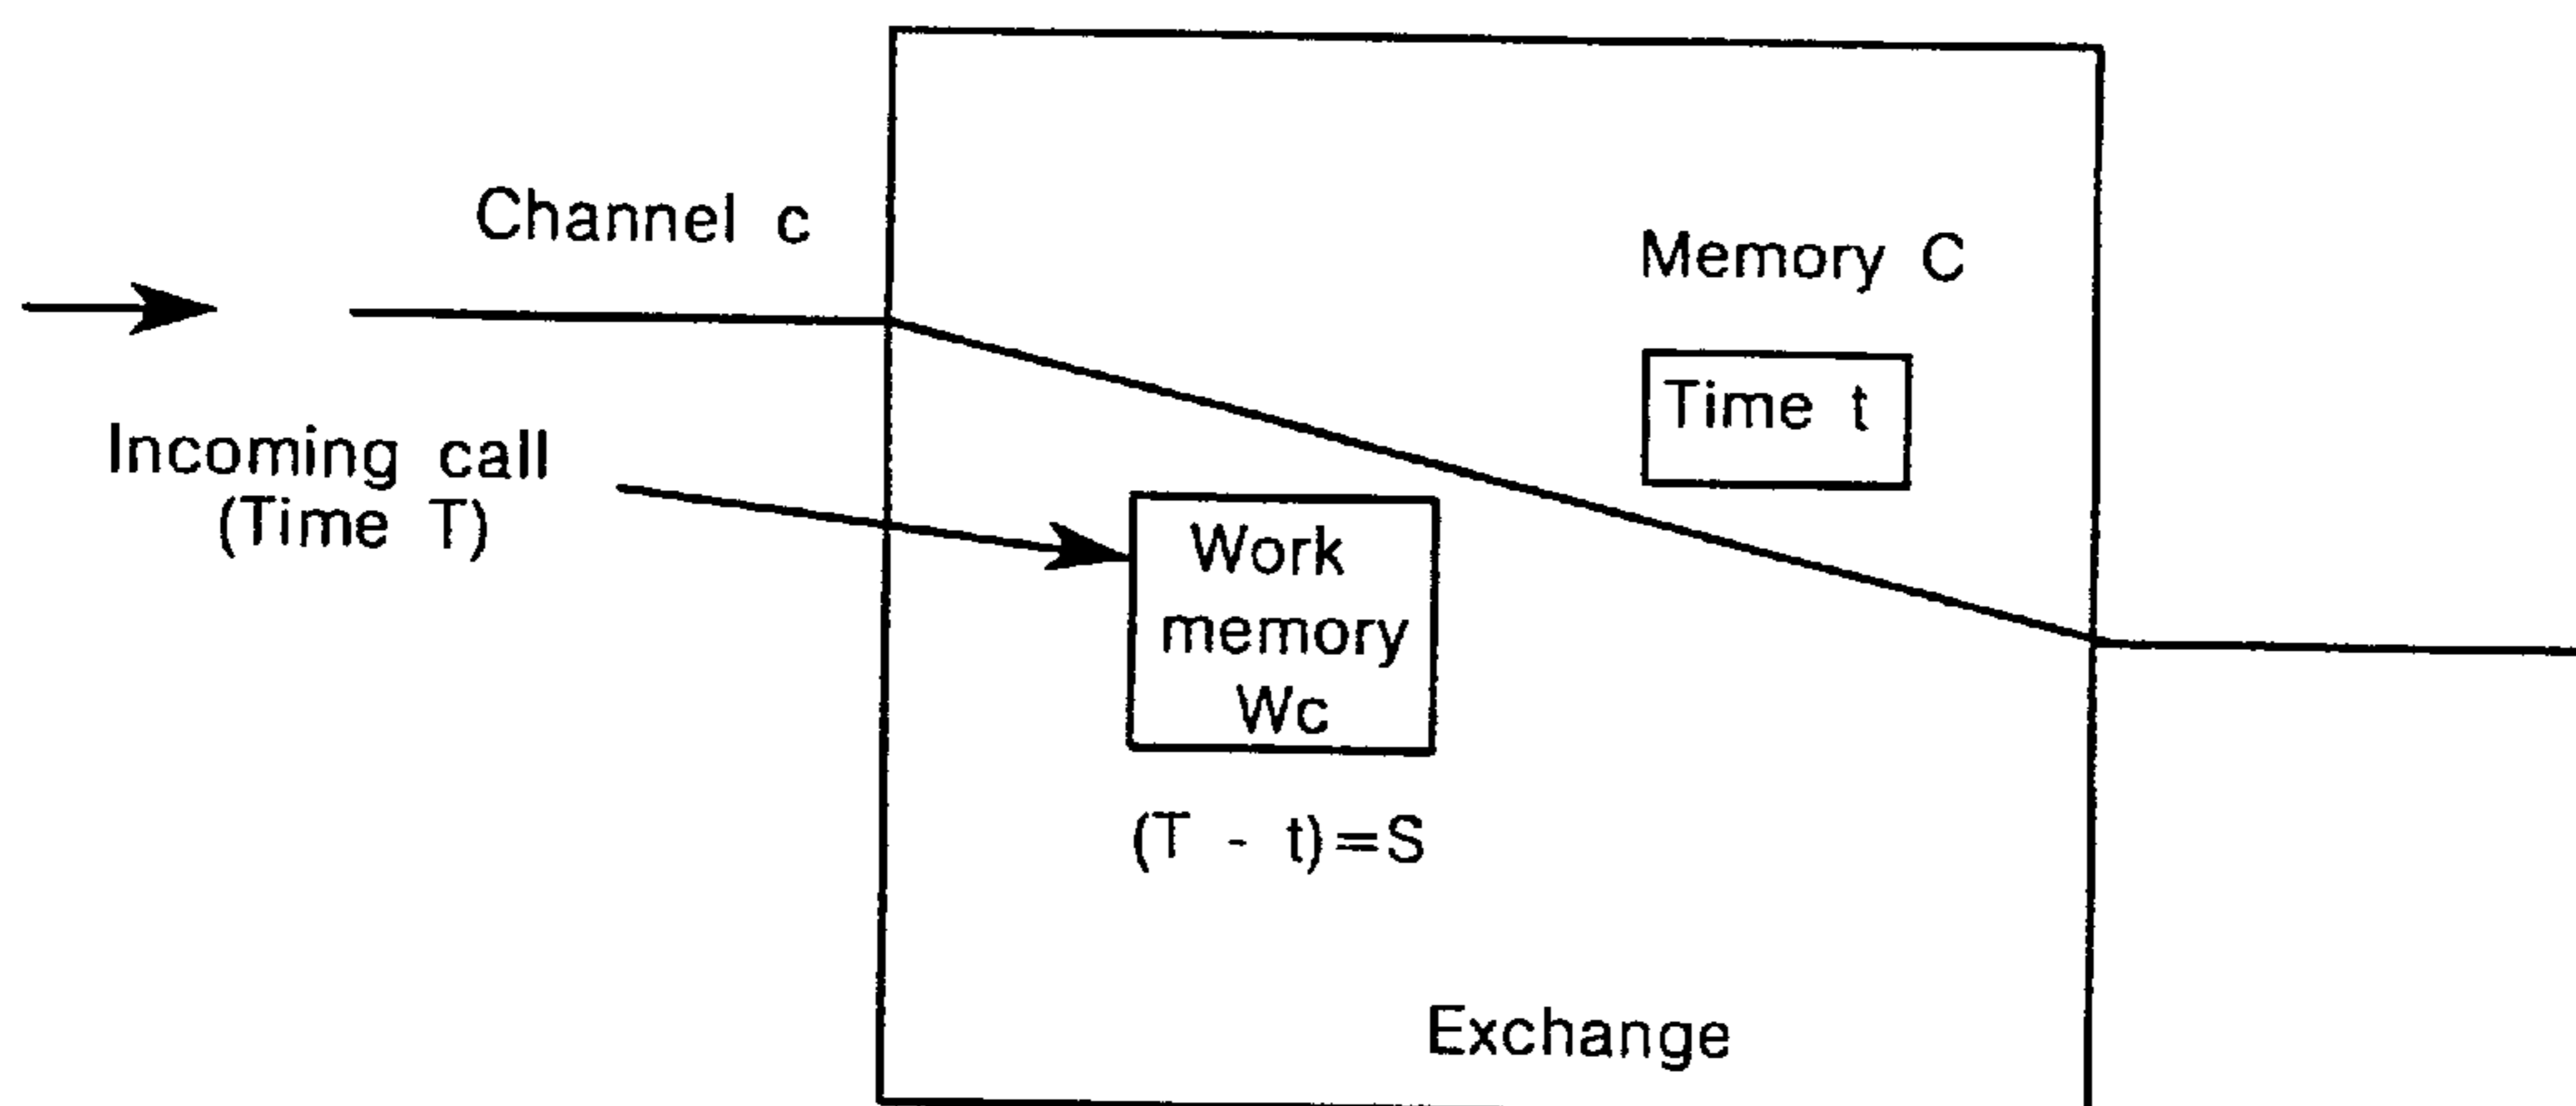 Channel c
Memory C
Time t
Incoming call
(Time T)
Work
memory
Wc
(T - t)=S
Exchange